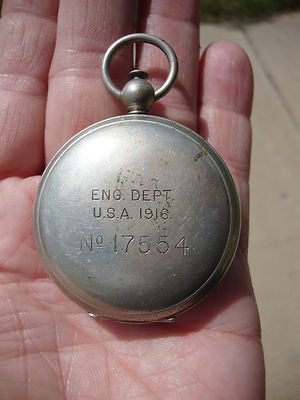 ENG. DEPT.
U.S.A. 1916.
No 17554